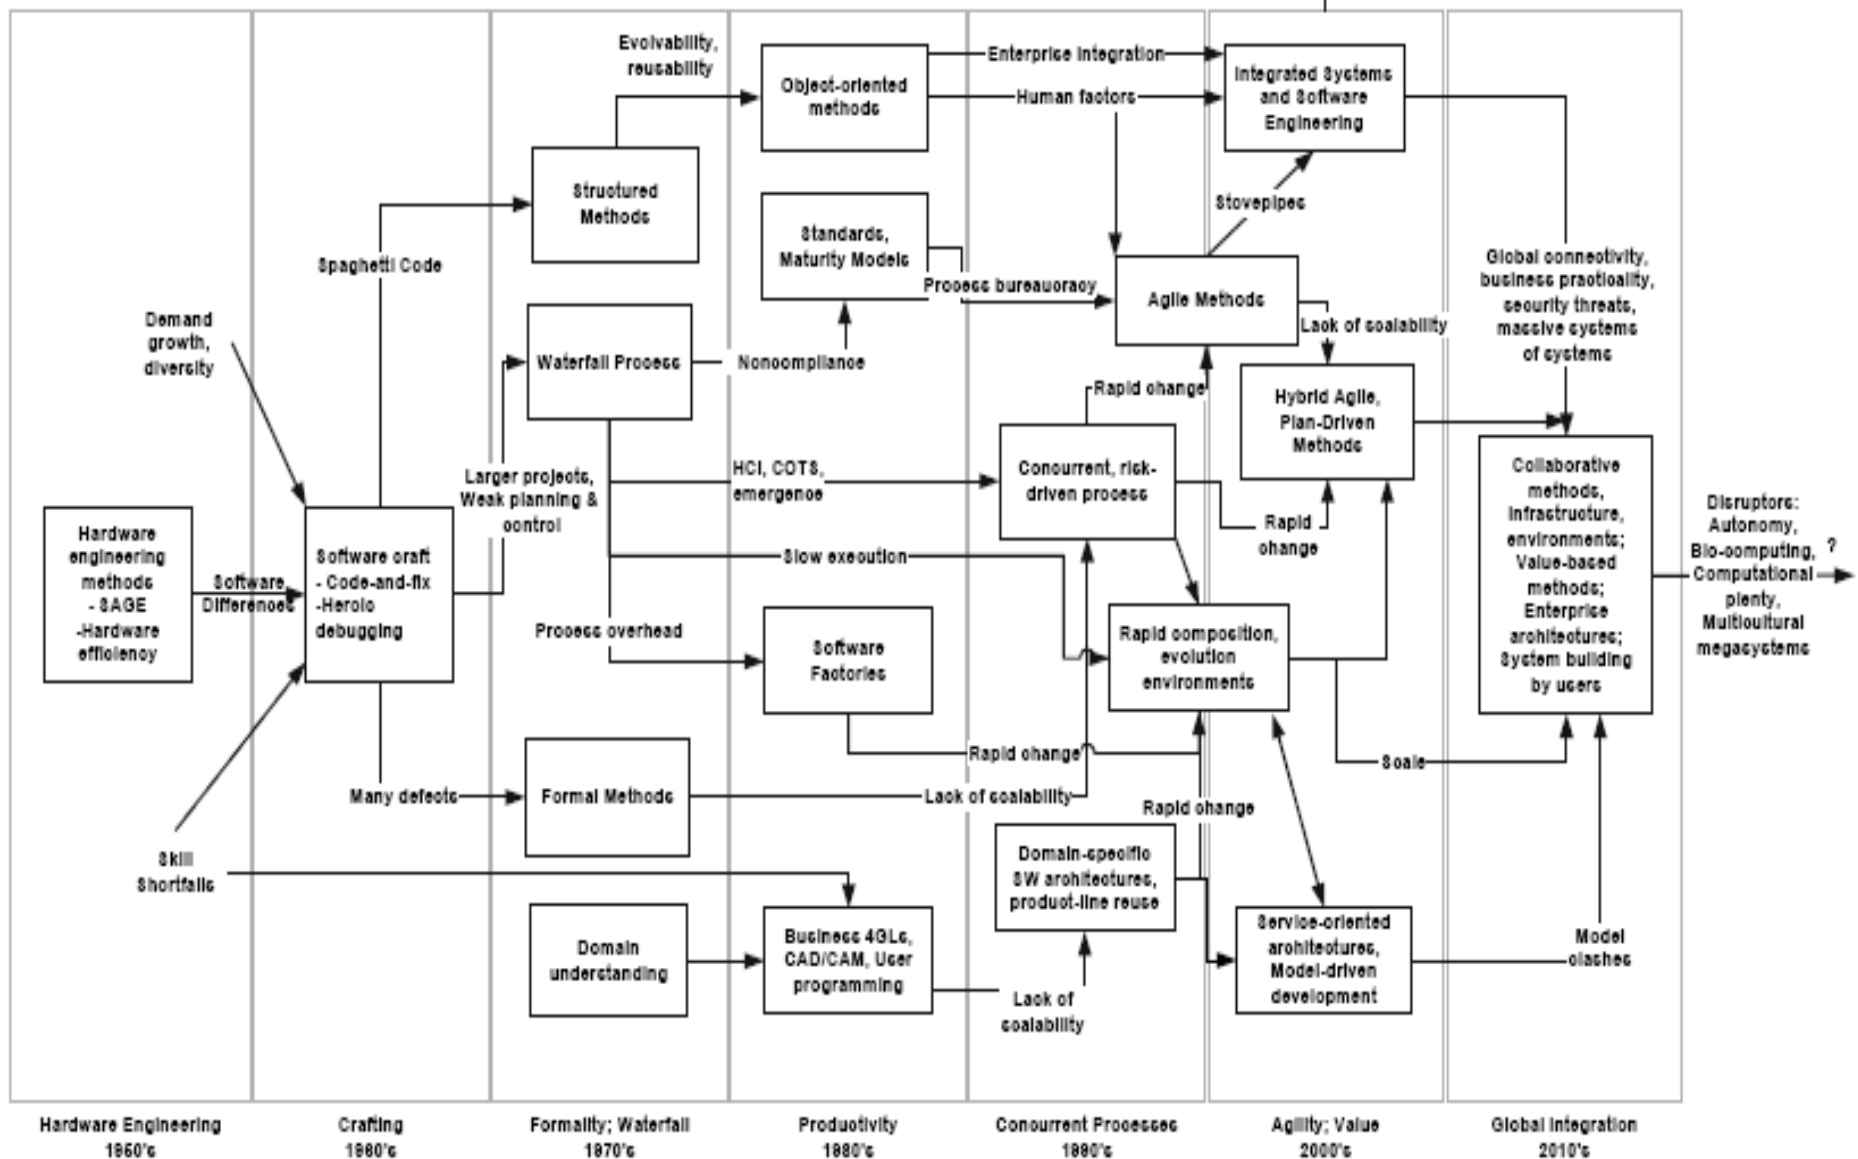 Evolvability,
reusability
Object-oriented
methods
Enterprise Integration
Human factors
Integrated Systems
and Software
Engineering
Structured
Methods
Stovepipes
Standards,
Maturity Models
Spaghetti Code
Process bureaucracy
Agile Methods
Global connectivity,
business practicality,
security threats,
massive systems
of systems
Demand
growth,
diversity
Waterfall Process
Noncompliance
Lack of scalability
Rapid change
Hybrid Agile,
Plan-Driven
Methods
Larger projects,
Weak planning &
control
HCI, COTS,
emergence
Concurrent, risk-
driven process
Rapid
change
Collaborative
methods,
Infrastructure,
environments;
Value-based
methods;
Enterprise
architectures;
System building
by users
Disruptors:
Autonomy,
Bio-computing,
Computational
plenty,
Multicultural
megasystems
?
Hardware
engineering
methods
- SAGE
-Hardware
efficiency
Software
Differences
Software craft
- Code-and-fix
-Heroic
debugging
Slow execution
Process overhead
Software
Factories
Rapid composition,
evolution
environments
Rapid change
Scale
Many defects
Formal Methods
Lack of scalability
Rapid change
Skill
Shortfalls
Domain-specific
SW architectures,
product-line reuse
Domain
understanding
Business 4GLs,
CAD/CAM, User
programming
Lack of
scalability
Service-oriented
architectures,
Model-driven
development
Model
clashes
Hardware Engineering
1950's
Crafting
1960's
Formality; Waterfall
1970's
Productivity
1980's
Concurrent Processes
1990's
Agility; Value
2000's
Global Integration
2010's